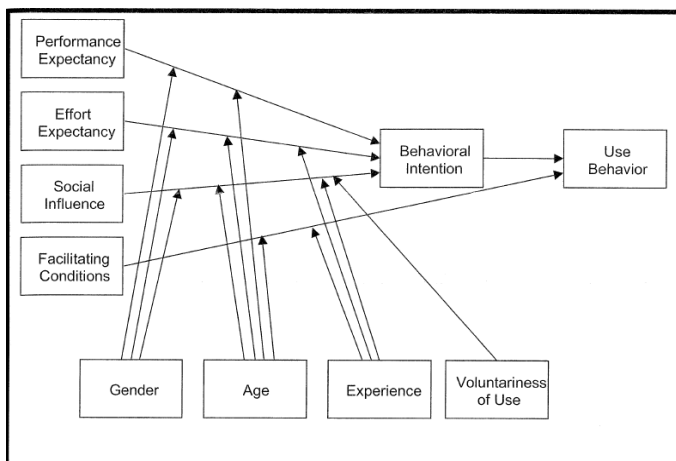 Performance
Expectancy
Effort
Expectancy
Social
Influence
Facilitating
Conditions
Behavioral
Intention
Use
Behavior
Gender
Age
Experience
Voluntariness
of Use